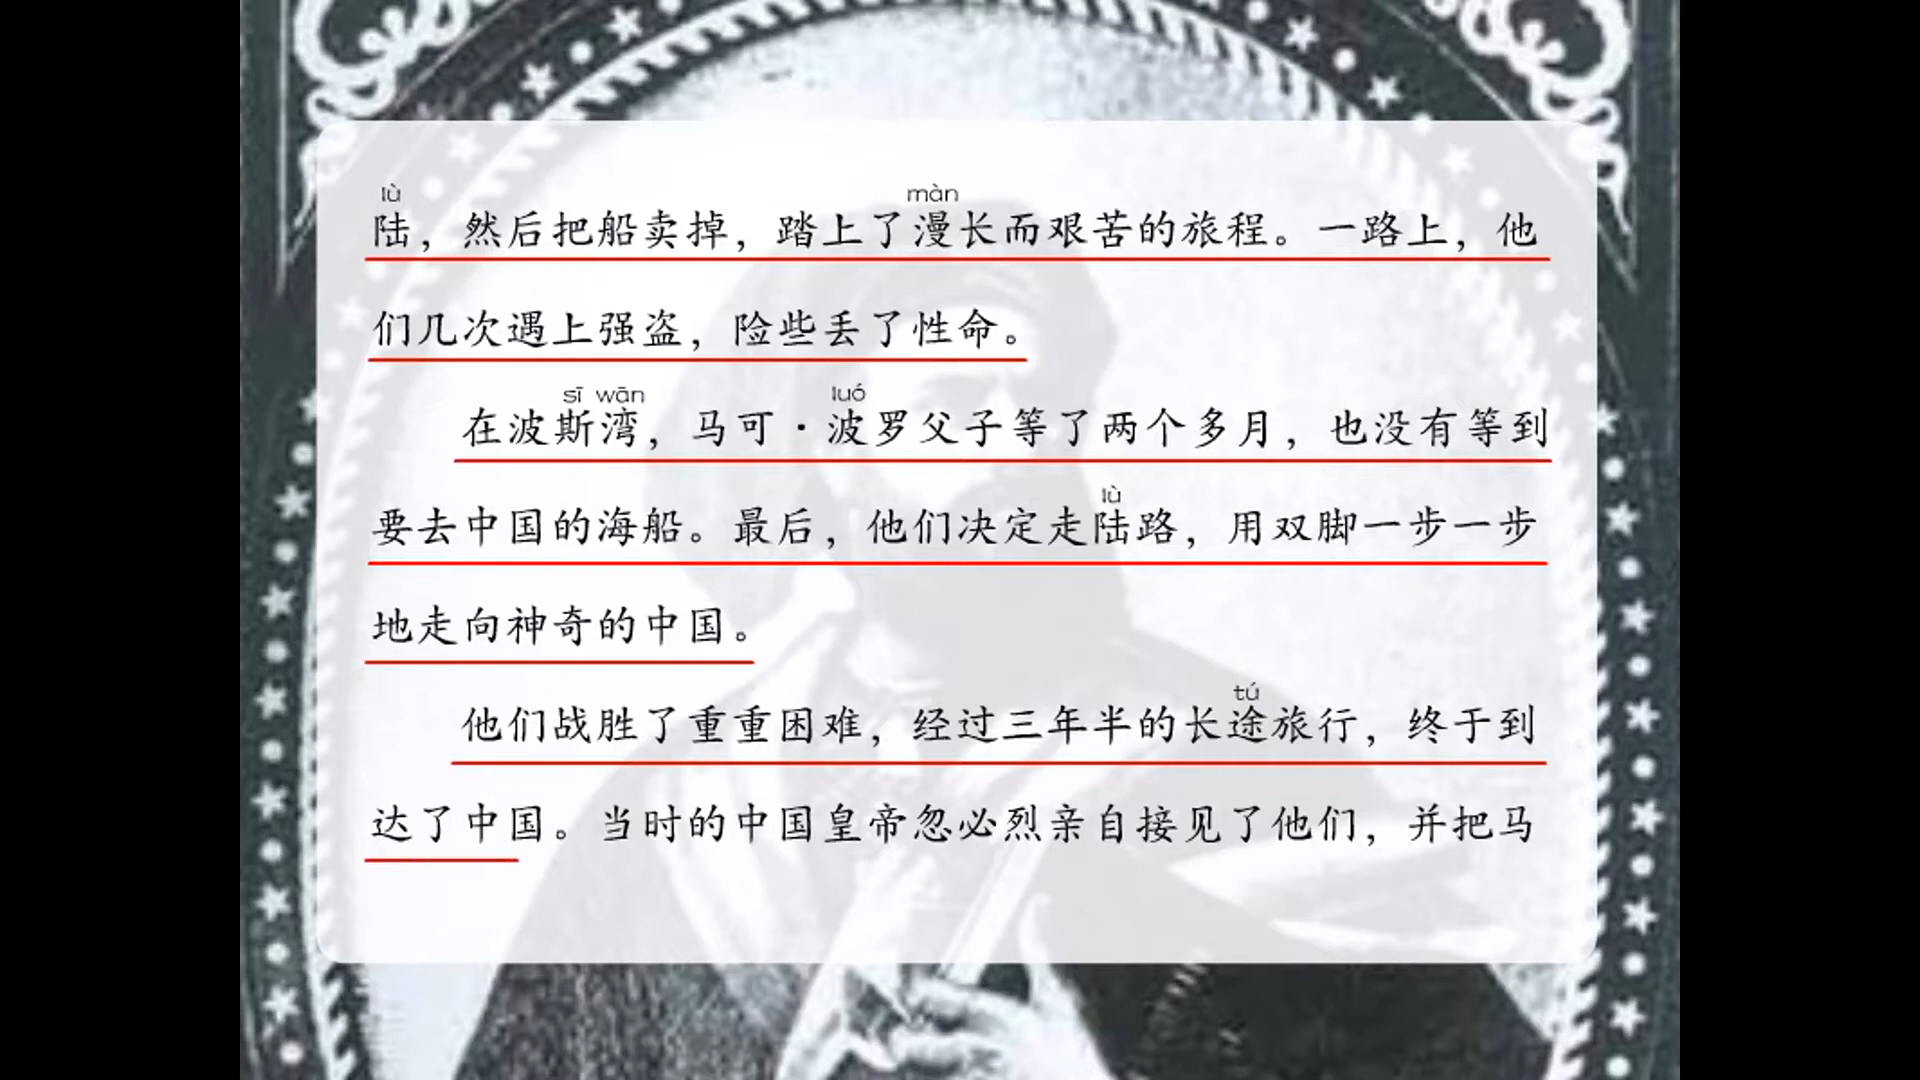 lù màn
陆，然后把船卖掉，踏上了漫长而艰苦的旅程。一路上，他
们几次遇上强盗，险些丢了性命。
sī wān luó
在波斯湾，马可·波罗父子等了两个多月，也没有等到
lù
要去中国的海船。最后，他们决定走陆路，用双脚一步一步
地走向神奇的中国。
tú
他们战胜了重重困难，经过三年半的长途旅行，终于到
达了中国。当时的中国皇帝忽必烈亲自接见了他们，并把马